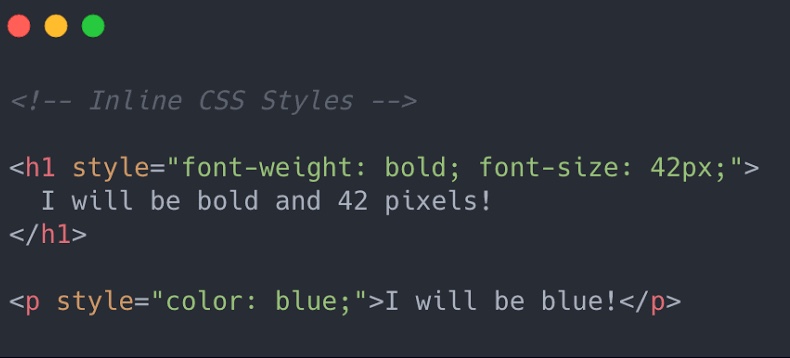 <!-- Inline CSS Styles -->
<h1 style="font-weight: bold; font-size: 42px;">
I will be bold and 42 pixels!
</h1>
<p style="color: blue;">I will be blue!</p>